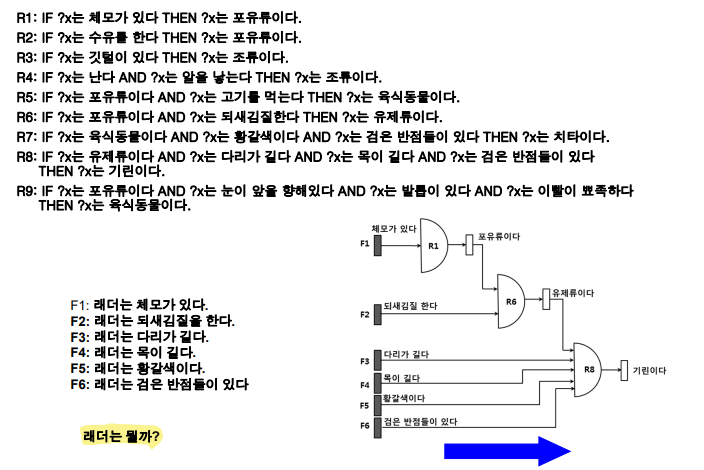 R1: IF ?x는 체모가 있다 THEN ?x는 포유류이다.
R2: IF ?x는 수유를 한다 THEN ?x는 포유류이다.
R3: IF ?x는 깃털이 있다 THEN ?x는 조류이다.
R4: IF ?x는 난다 AND ?x는 알을 낳는다 THEN ?x는 조류이다.
R5: IF ?x는 포유류이다 AND ?x는 고기를 먹는다 THEN ?x는 육식동물이다.
R6: IF ?x는 포유류이다 AND ?x는 되새김질한다 THEN ?x는 유제류이다.
R7: IF ?x는 육식동물이다 AND ?x는 황갈색이다 AND ?x는 검은 반점들이 있다 THEN ?x는 치타이다.
R8: IF ?x는 유제류이다 AND ?x는 다리가 길다 AND ?x는 목이 길다 AND ?x는 검은 반점들이 있다
THEN ?x는 기린이다.
R9: IF ?x는 포유류이다 AND ?x는 눈이 앞을 향해있다 AND ?x는 발톱이 있다 AND ?x는 이빨이 뾰족하다
THEN ?x는 육식동물이다.
F1: 래더는 체모가 있다.
F2: 래더는 되새김질을 한다.
F3: 래더는 다리가 길다.
F4: 래더는 목이 길다.
F5: 래더는 황갈색이다.
F6: 래더는 검은 반점들이 있다
래더는 뭘까?
체모가 있다
F1
R1
포유류이다
F2
되새김질 한다
R6
유제류이다
F3
다리가 길다
F4
목이 길다
R8
기린이다
F5
황갈색이다
F6
검은 반점들이 있다